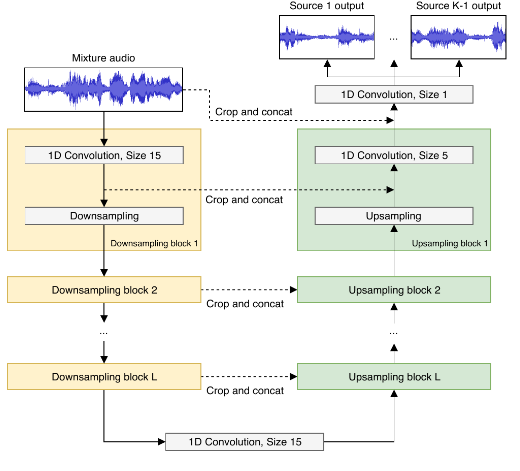 Source 1 output
Source K-1 output
Mixture audio
...
1D Convolution, Size 1
Crop and concat
1D Convolution, Size 15
1D Convolution, Size 5
Crop and concat
Downsampling
Upsampling
Downsampling block 1
Upsampling block 1
Downsampling block 2
Upsampling block 2
Crop and concat
...
...
Downsampling block L
Upsampling block L
Crop and concat
1D Convolution, Size 15